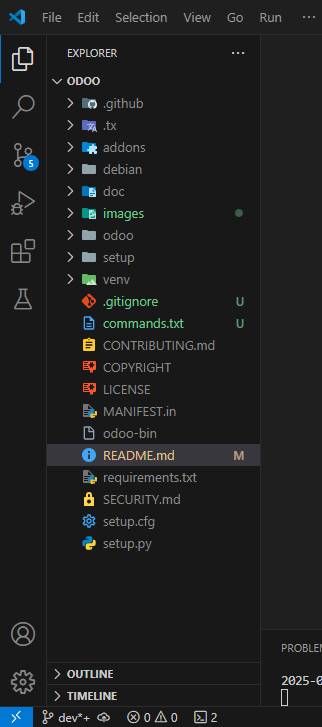 File Edit Selection View Go Run
EXPLORER
ODOO
.github
.tx
addons
debian
doc
images
odoo
setup
venv
.gitignore U
commands.txt U
CONTRIBUTING.md
COPYRIGHT
LICENSE
MANIFEST.in
odoo-bin
README.md M
requirements.txt
SECURITY.md
setup.cfg
setup.py
5
OUTLINE
TIMELINE
PROBLEM
2025-0
dev*+ 0 0 2